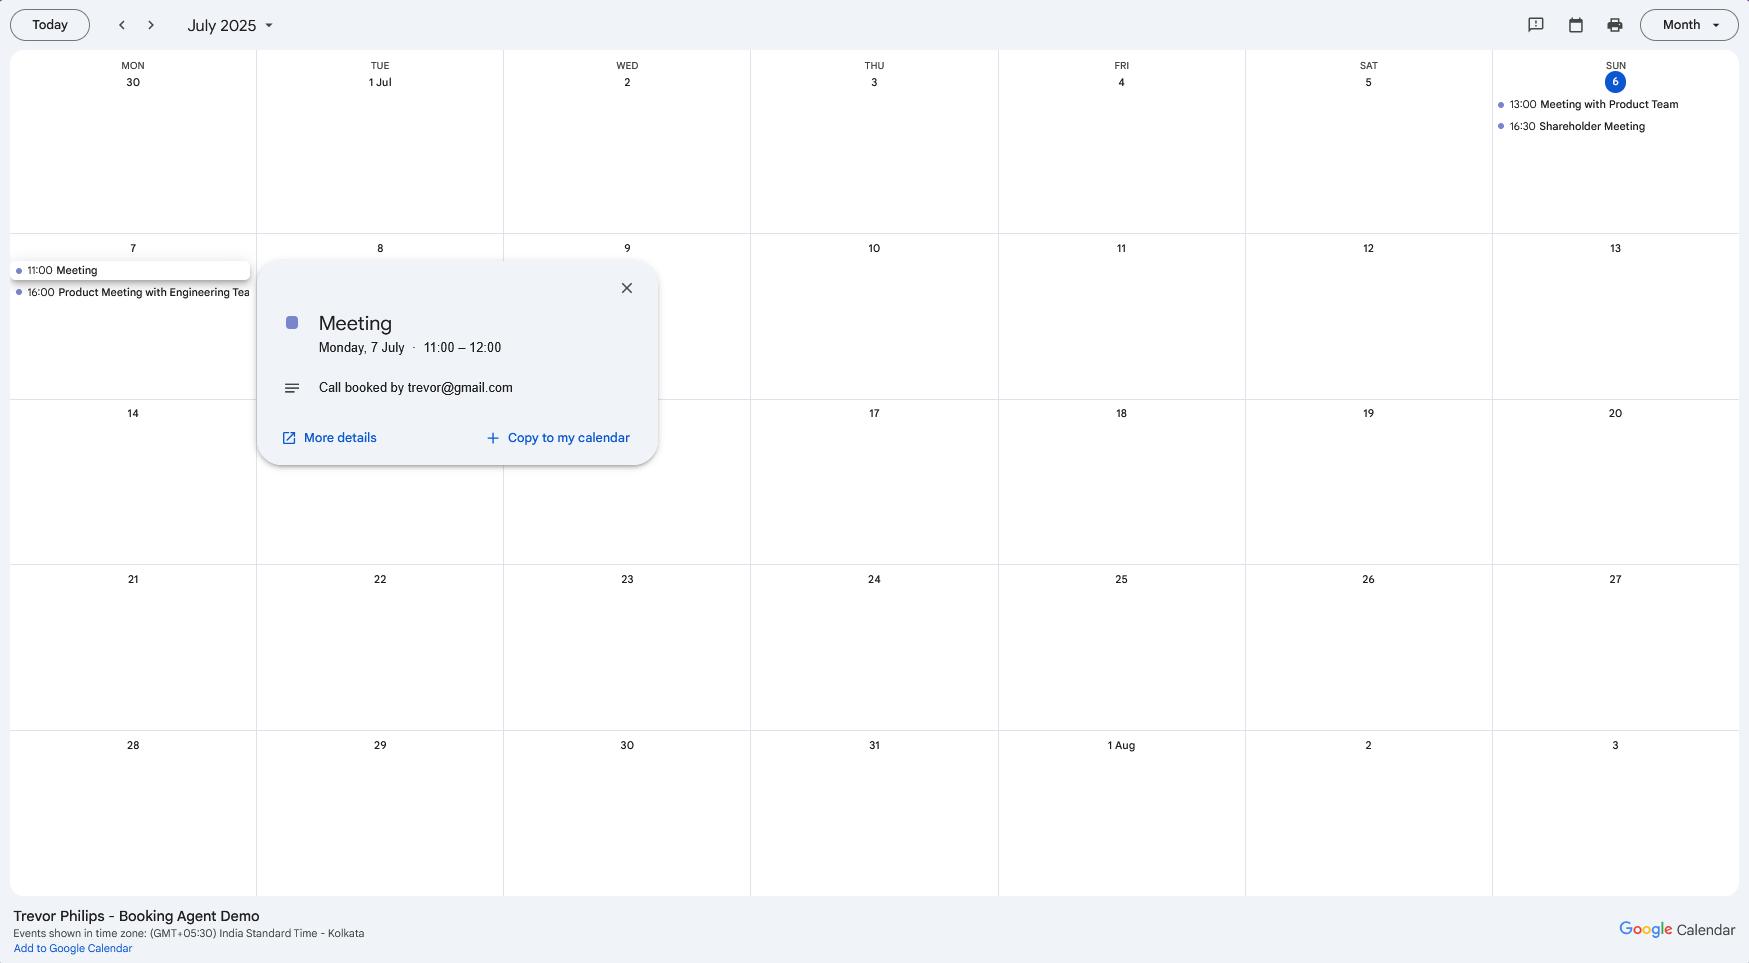 Today
July 2025
Month
MON TUE WED THU FRI SAT SUN
30 1 Jul 2 3 4 5 6
13:00 Meeting with Product Team
16:30 Shareholder Meeting
7 8 9 10 11 12 13
11:00 Meeting
16:00 Product Meeting with Engineering Tea
Meeting
Monday, 7 July · 11:00 – 12:00
Call booked by trevor@gmail.com
More details
Copy to my calendar
14 17 18 19 20
21 22 23 24 25 26 27
28 29 30 31 1 Aug 2 3
Trevor Philips - Booking Agent Demo
Events shown in time zone: (GMT+05:30) India Standard Time - Kolkata
Add to Google Calendar
Google Calendar